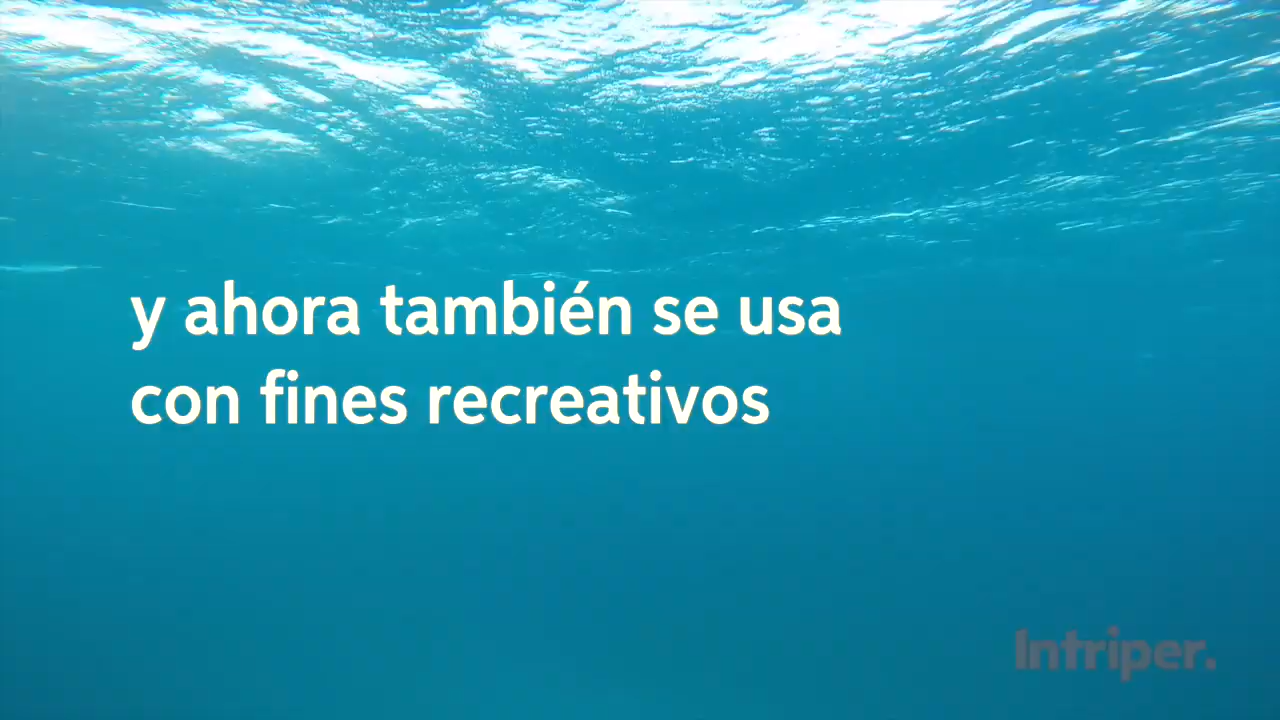 y ahora también se usa
con fines recreativos
Intriper.